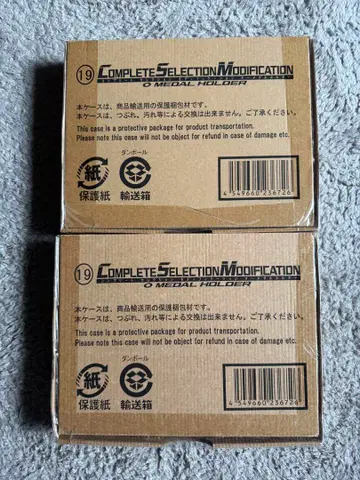 19
COMPLETE SELECTION MODIFICATION
O MEDAL HOLDER
本ケースは、商品輸送用の保護梱包材です。
本ケースは、つぶれ、汚れ等による交換は出来ません。ご了承ください。
This case is a protective package for product transportation.
Please note this case will not be object for refund in case of damage etc.
紙
保護紙
ダンボール
輸送箱
4 549660 236726
19
COMPLETE SELECTION MODIFICATION
O MEDAL HOLDER
本ケースは、商品輸送用の保護梱包材です。
本ケースは、つぶれ、汚れ等による交換は出来ません。ご了承ください。
This case is a protective package for product transportation.
Please note this case will not be object for refund in case of damage etc.
紙
保護紙
ダンボール
輸送箱
4 549660 236726